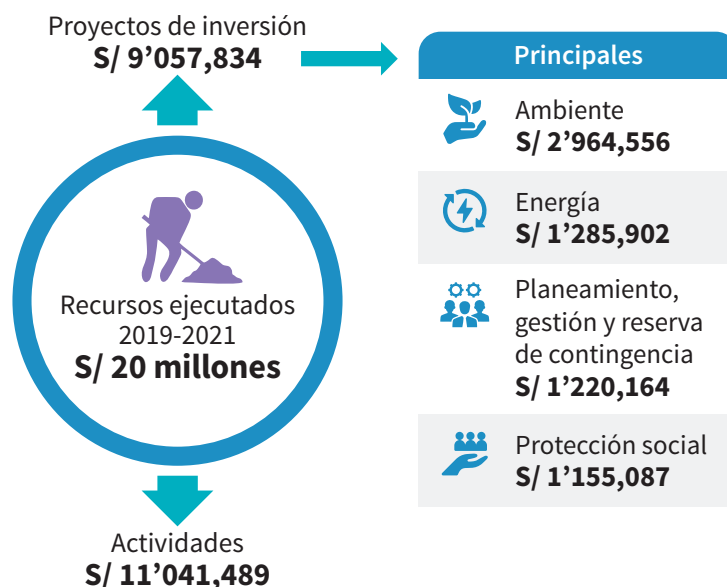 Proyectos de inversión
S/ 9’057,834
Recursos ejecutados
2019-2021
S/ 20 millones
Actividades
S/ 11’041,489
Principales
Ambiente
S/ 2’964,556
Energía
S/ 1’285,902
Planeamiento,
gestión y reserva
de contingencia
S/ 1’220,164
Protección social
S/ 1’155,087